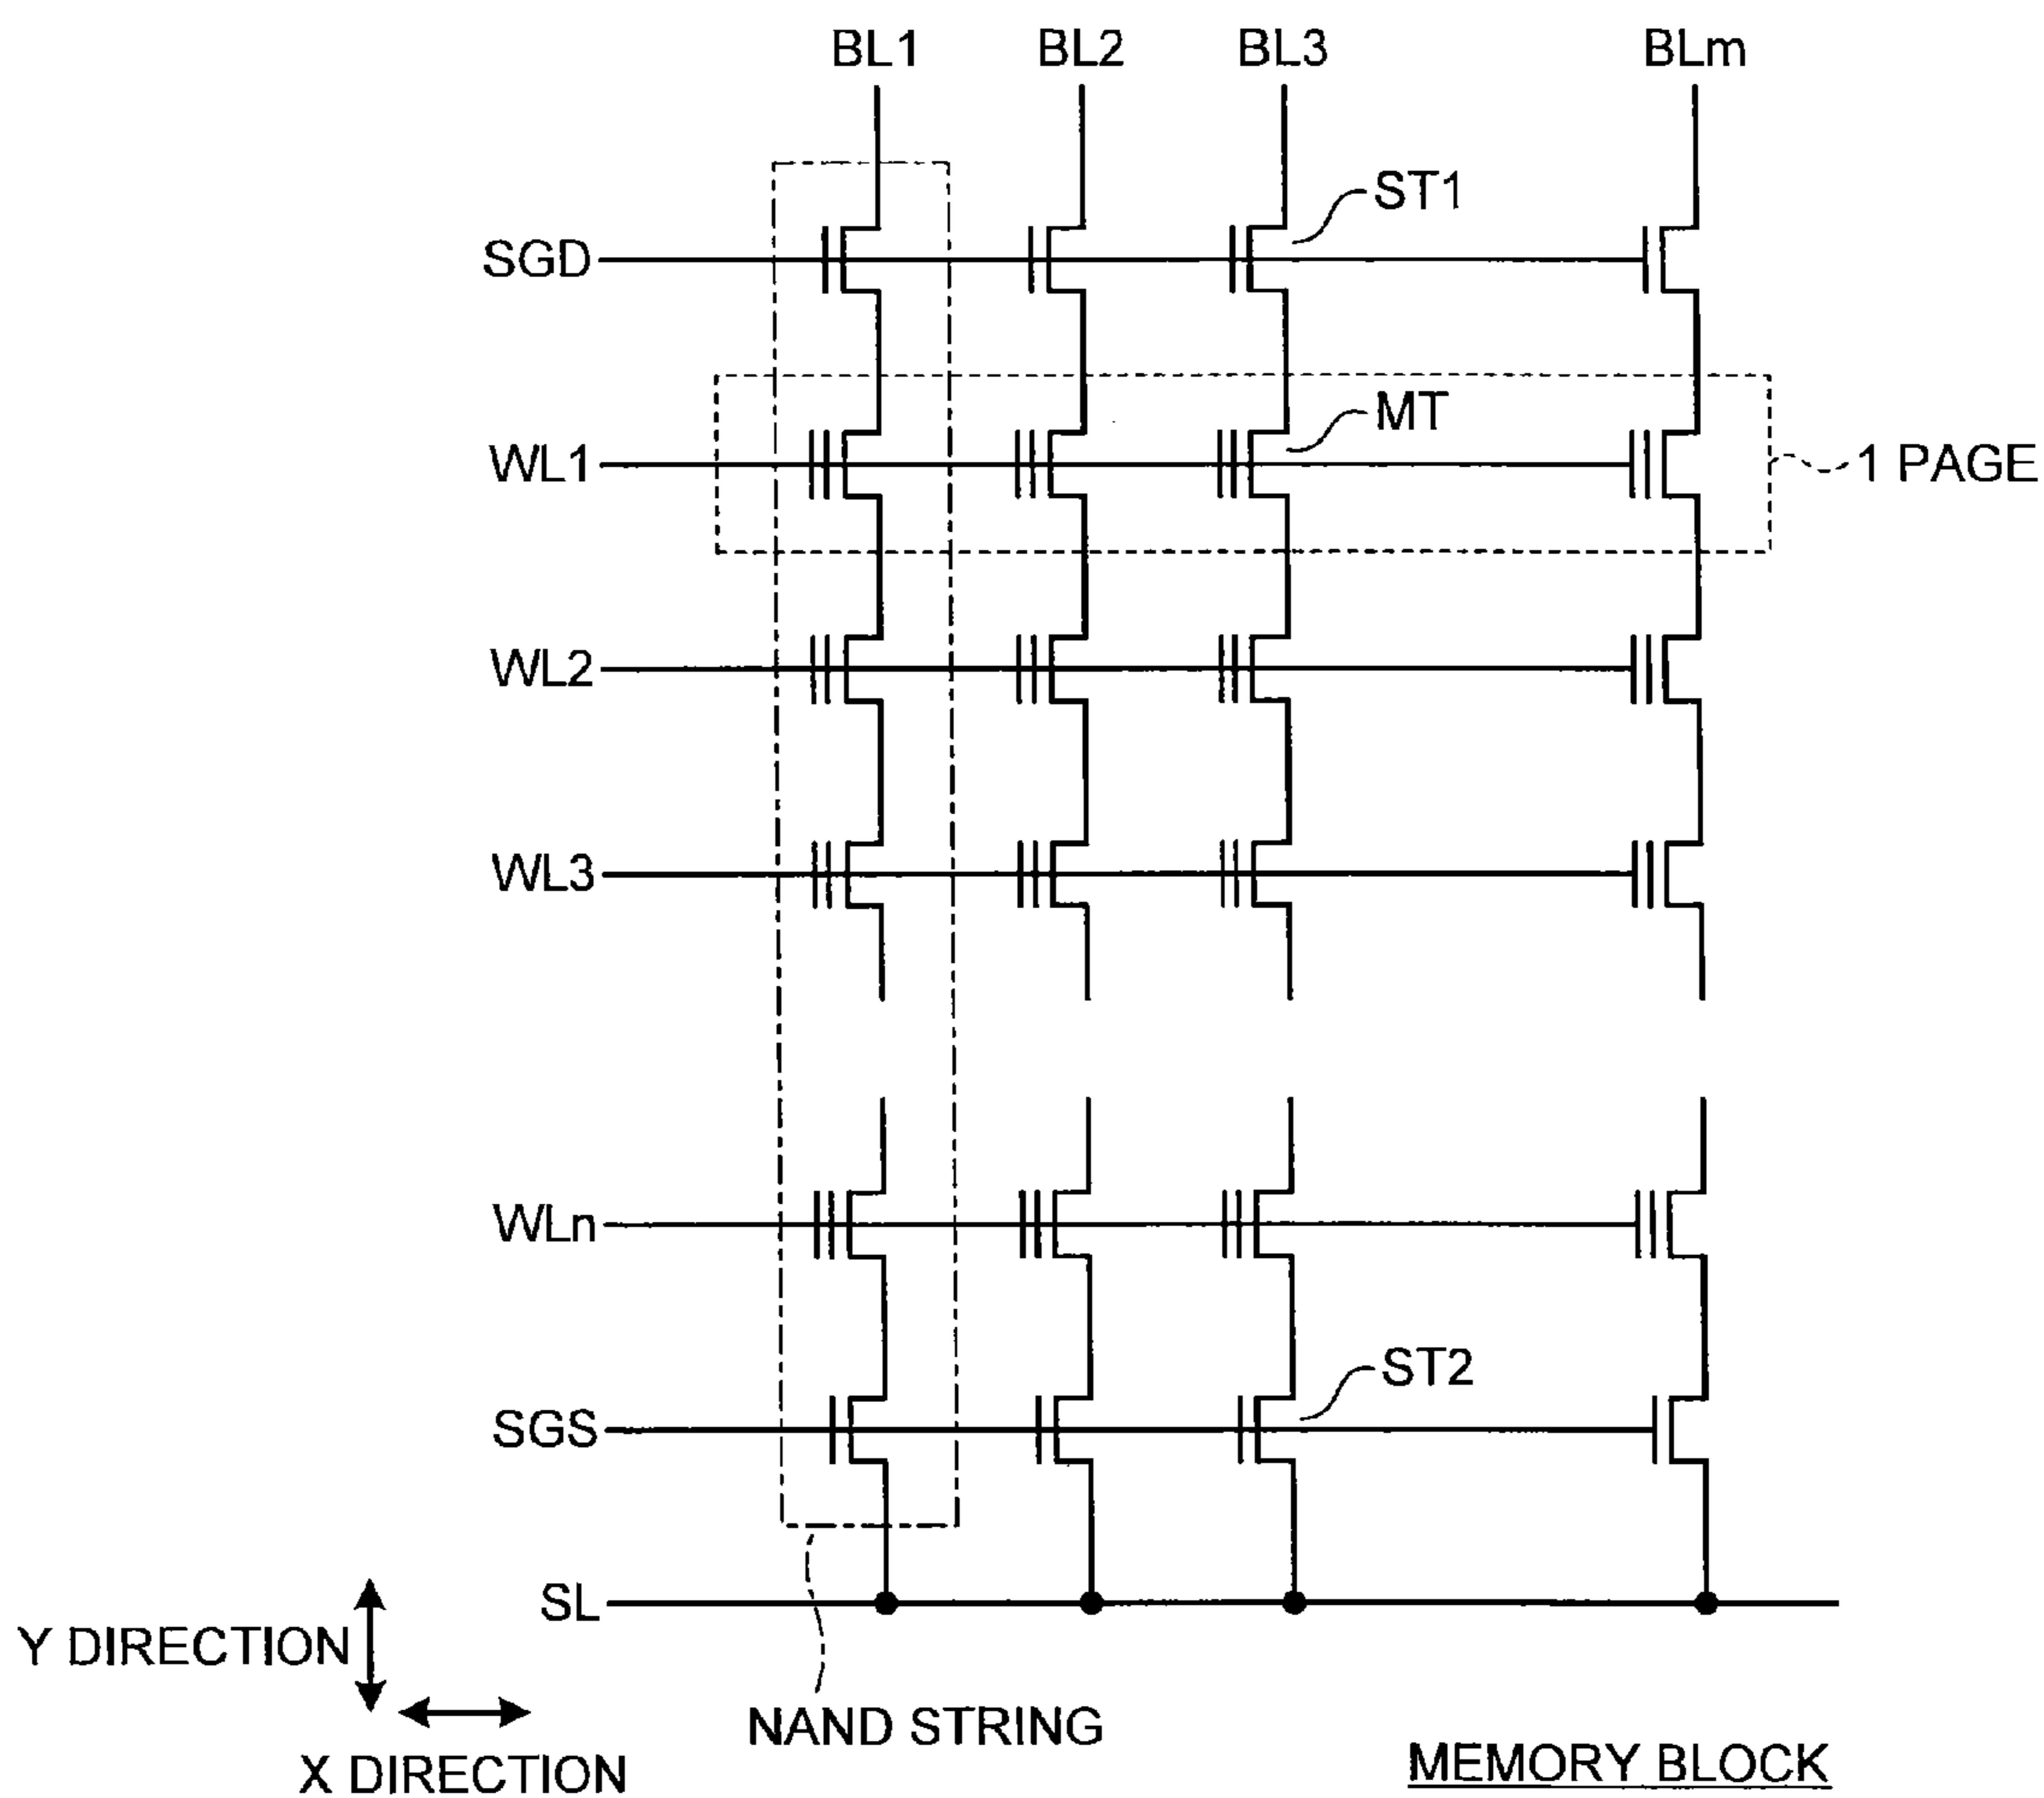 BL1 BL2 BL3 BLm
ST1
SGD
MT
WL1
1 PAGE
WL2
WL3
WLn
ST2
SGS
SL
Y DIRECTION
X DIRECTION
NAND STRING
MEMORY BLOCK